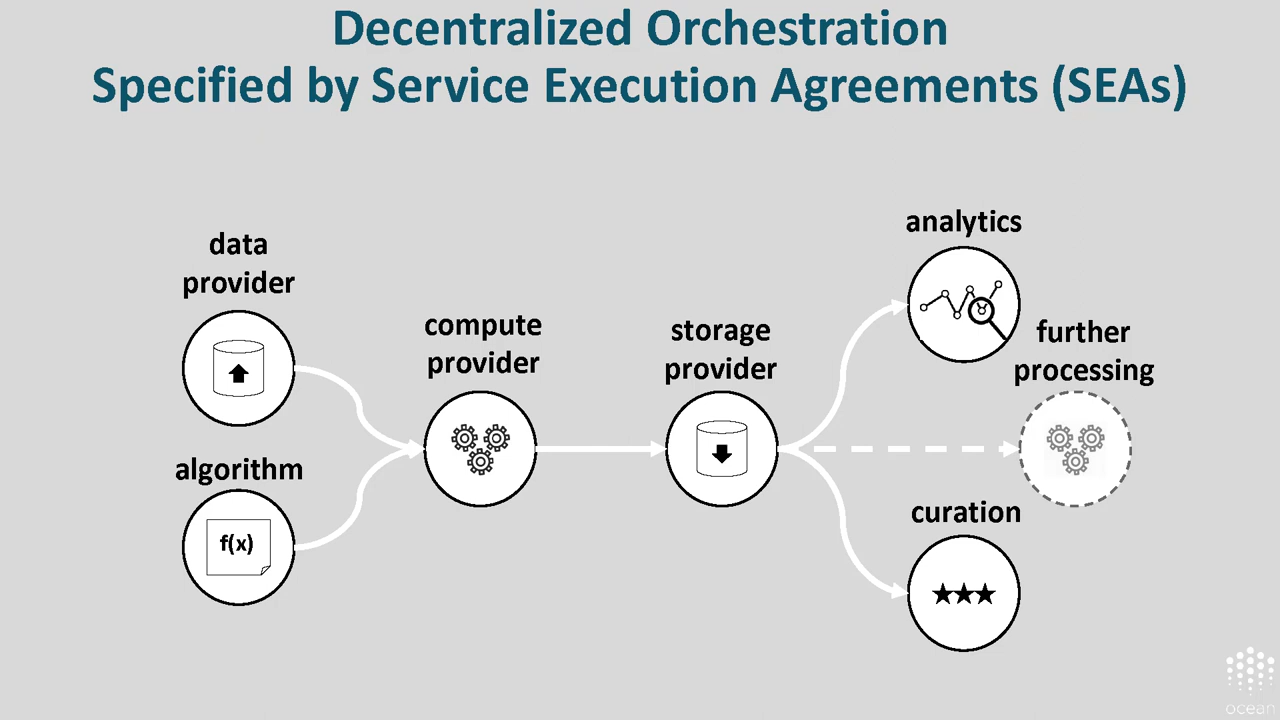 Decentralized Orchestration
Specified by Service Execution Agreements (SEAs)
data
provider
algorithm
f(x)
compute
provider
storage
provider
analytics
further
processing
curation
ocean